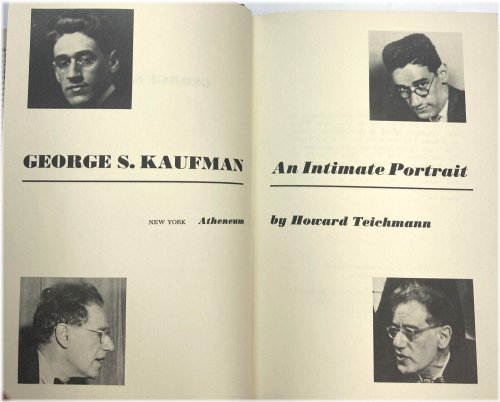 GEORGE S. KAUFMAN
An Intimate Portrait
NEW YORK Atheneum
by Howard Teichmann